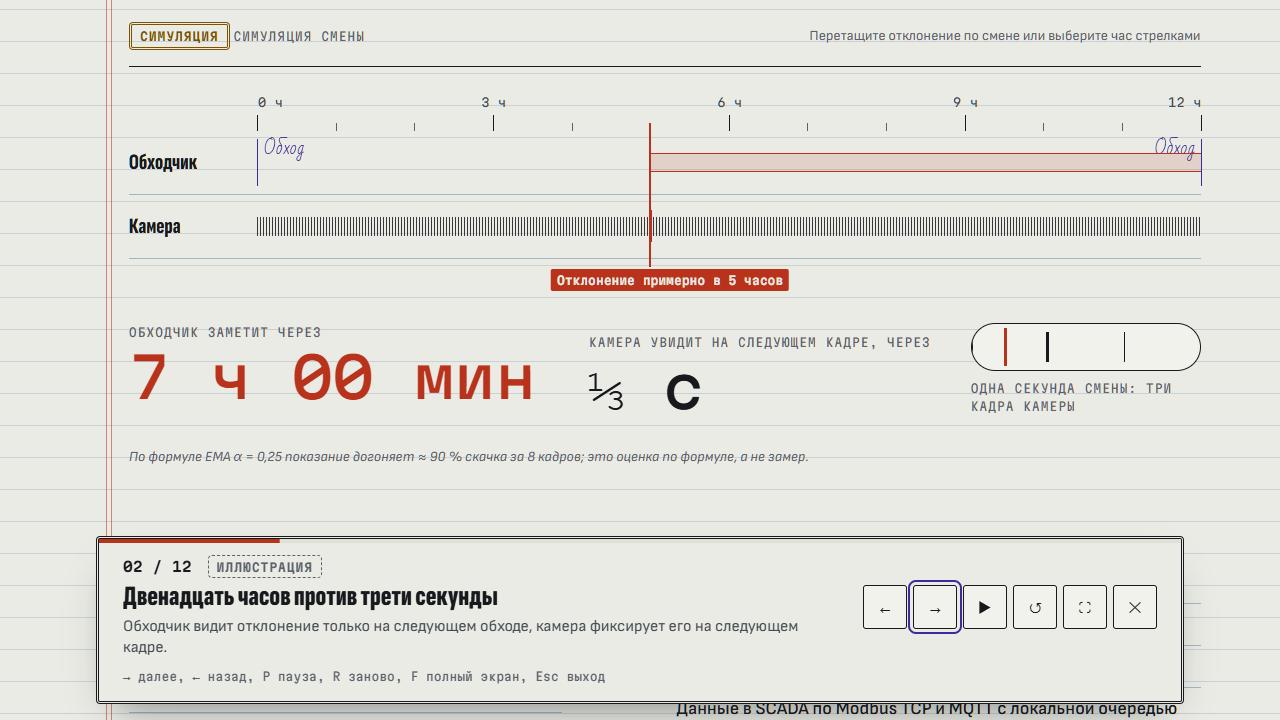 СИМУЛЯЦИЯ СИМУЛЯЦИЯ СМЕНЫ
Перетащите отклонение по смене или выберите час стрелками
0 ч 3 ч 6 ч 9 ч 12 ч
Обход Обход
Обходчик
Камера
Отклонение примерно в 5 часов
ОБХОДЧИК ЗАМЕТИТ ЧЕРЕЗ
7 ч 00 мин
КАМЕРА УВИДИТ НА СЛЕДУЮЩЕМ КАДРЕ, ЧЕРЕЗ
⅓ с
ОДНА СЕКУНДА СМЕНЫ: ТРИ
КАДРА КАМЕРЫ
По формуле EMA α = 0,25 показание догоняет ≈ 90 % скачка за 8 кадров; это оценка по формуле, а не замер.
02 / 12 ИЛЛЮСТРАЦИЯ
Двенадцать часов против трети секунды
Обходчик видит отклонение только на следующем обходе, камера фиксирует его на следующем
кадре.
→ далее, ← назад, P пауза, R заново, F полный экран, Esc выход
Данные в SCADA по Modbus TCP и MQTT с локальной очередью